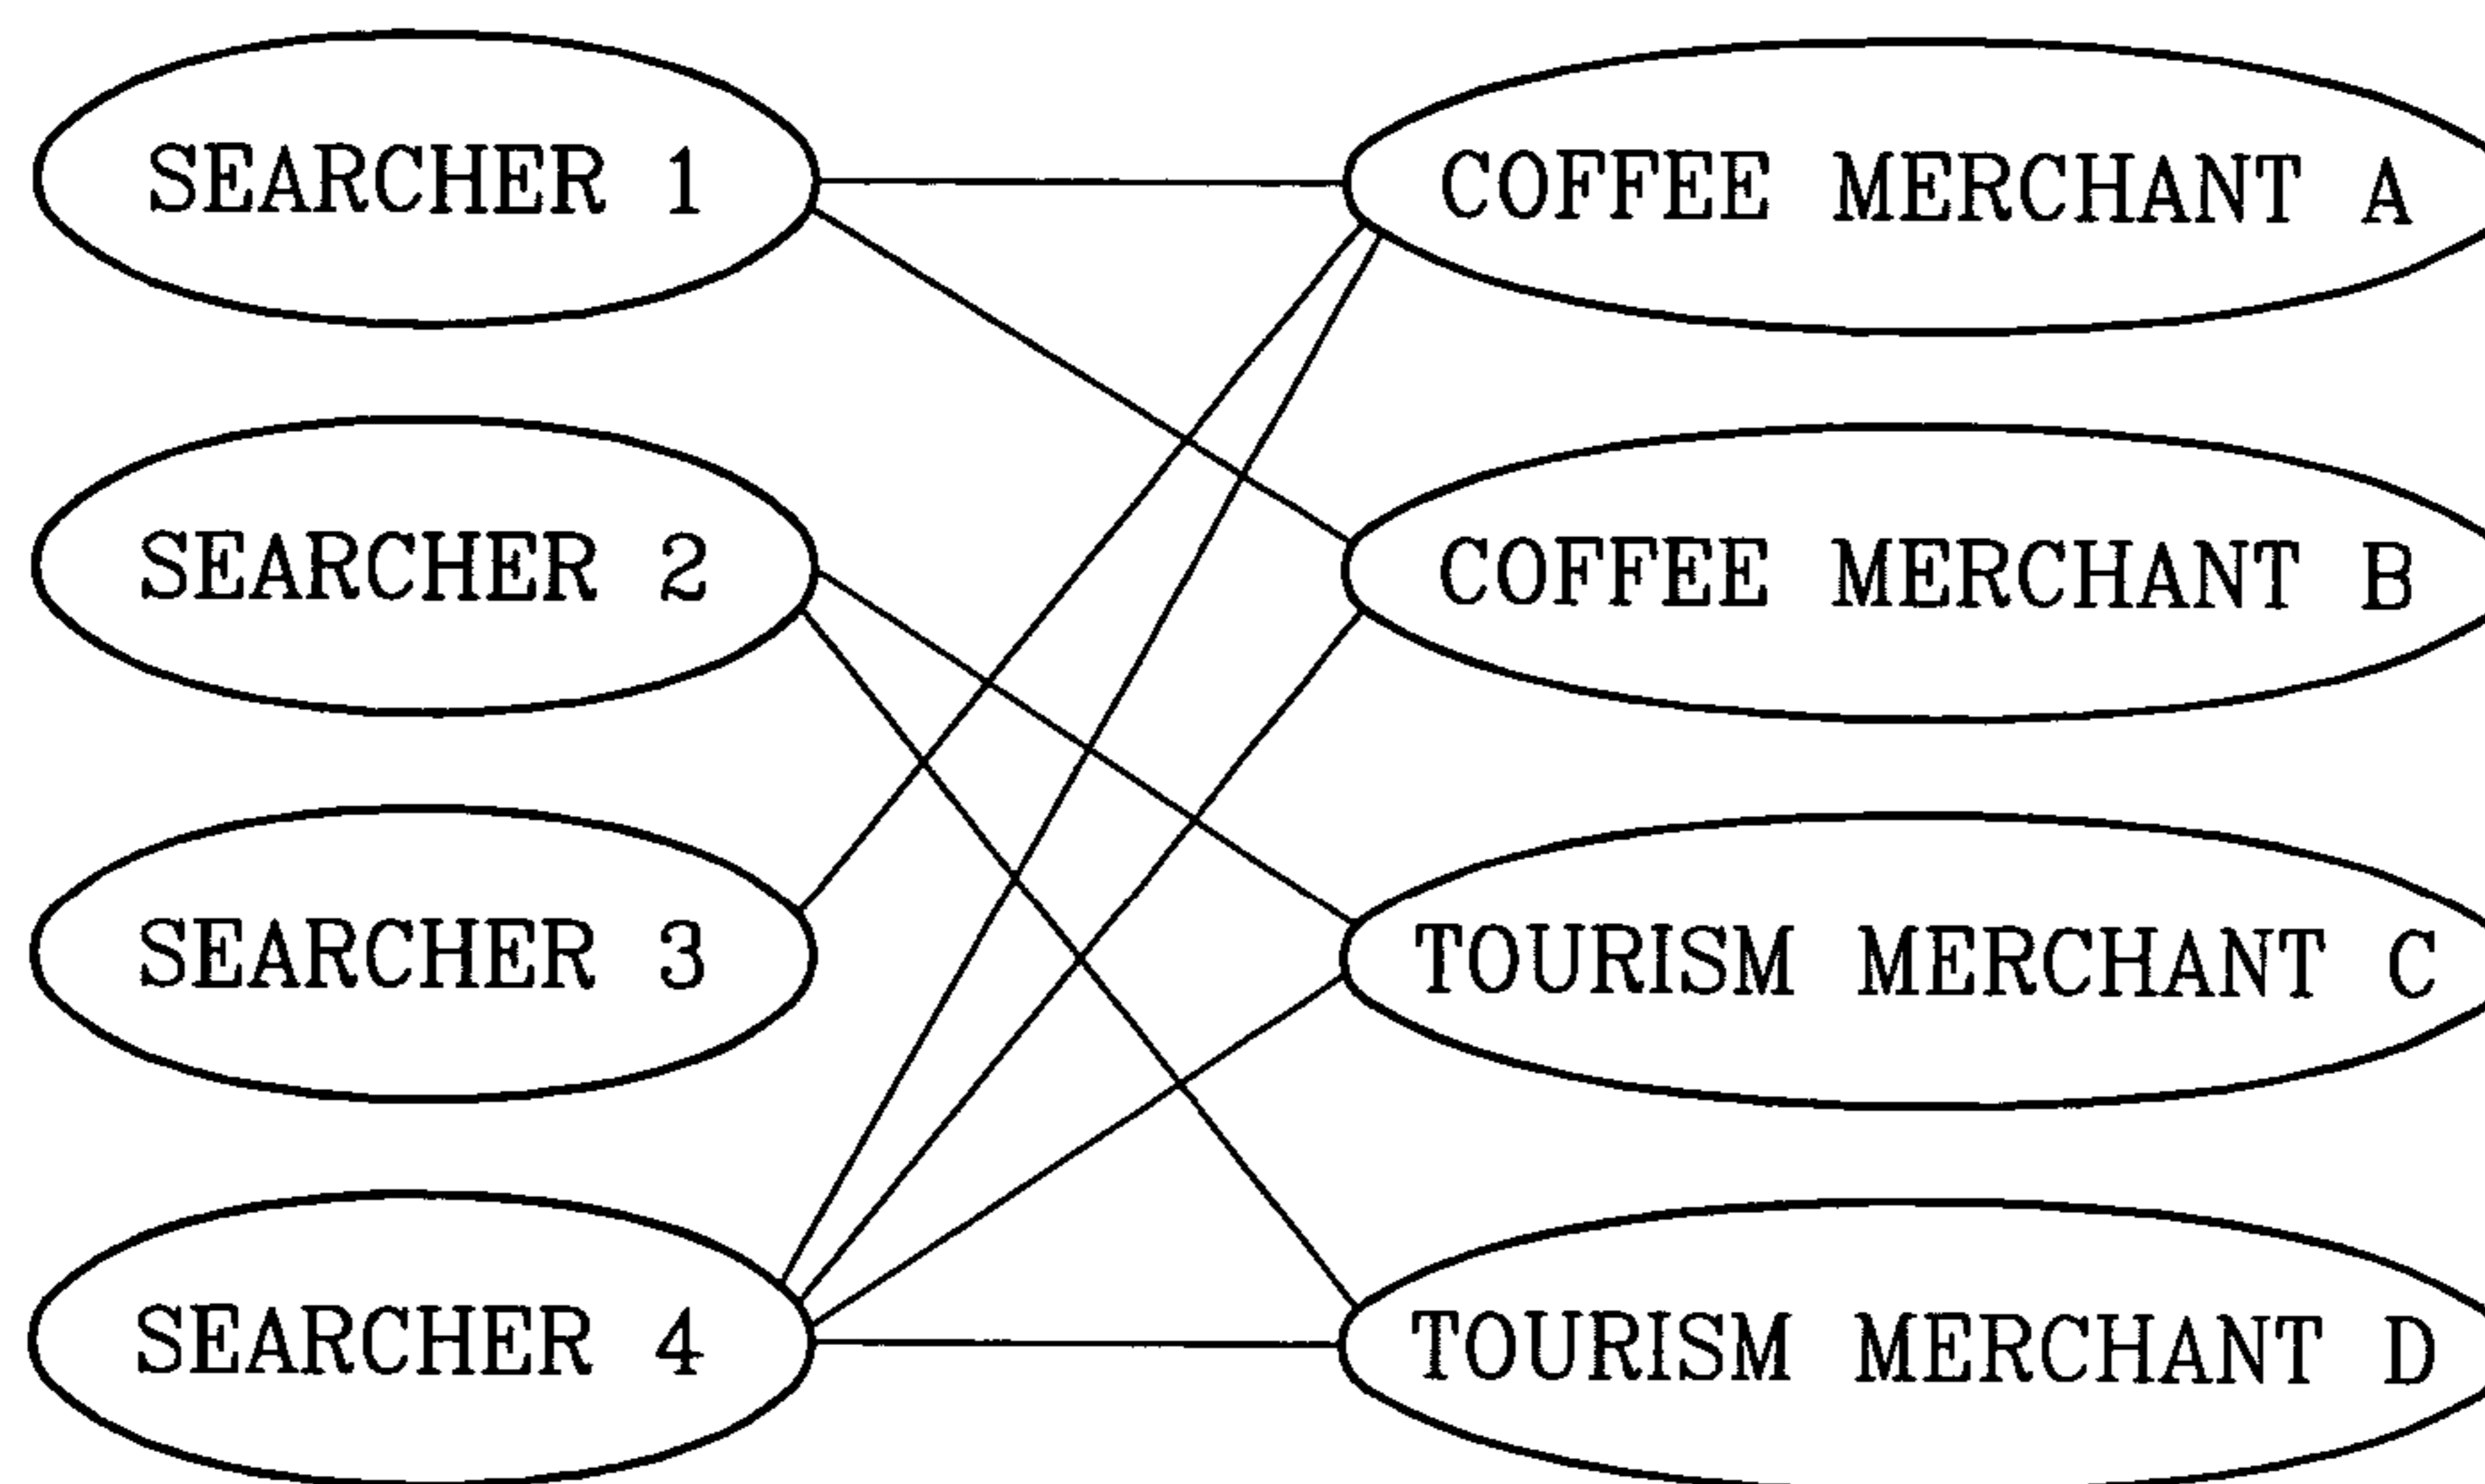 SEARCHER 1
COFFEE MERCHANT A
SEARCHER 2
COFFEE MERCHANT B
SEARCHER 3
TOURISM MERCHANT C
SEARCHER 4
TOURISM MERCHANT D